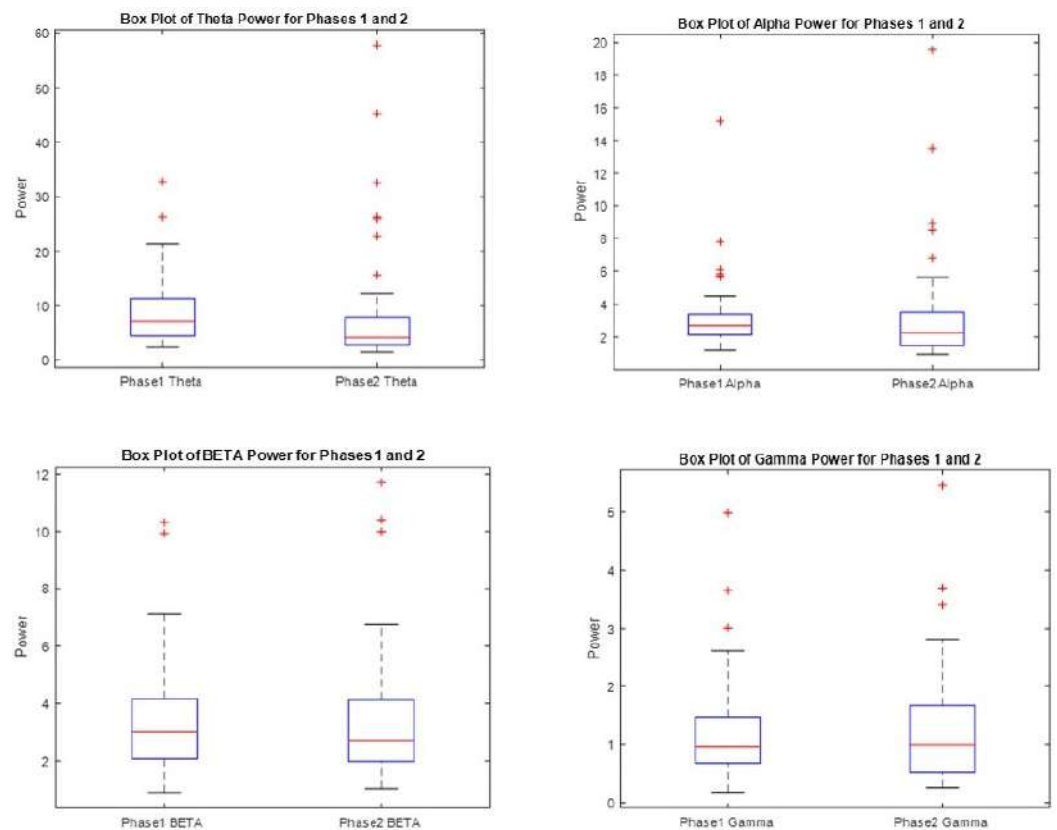 Box Plot of Theta Power for Phases 1 and 2
60
50
40
30
20
10
0
Power
Phase1 Theta
Phase2 Theta
Box Plot of Alpha Power for Phases 1 and 2
20
18
16
14
12
10
8
6
4
2
Power
Phase1 Alpha
Phase2 Alpha
Box Plot of BETA Power for Phases 1 and 2
12
10
8
6
4
2
Power
Phase1 BETA
Phase2 BETA
Box Plot of Gamma Power for Phases 1 and 2
5
4
3
2
1
0
Power
Phase1 Gamma
Phase2 Gamma